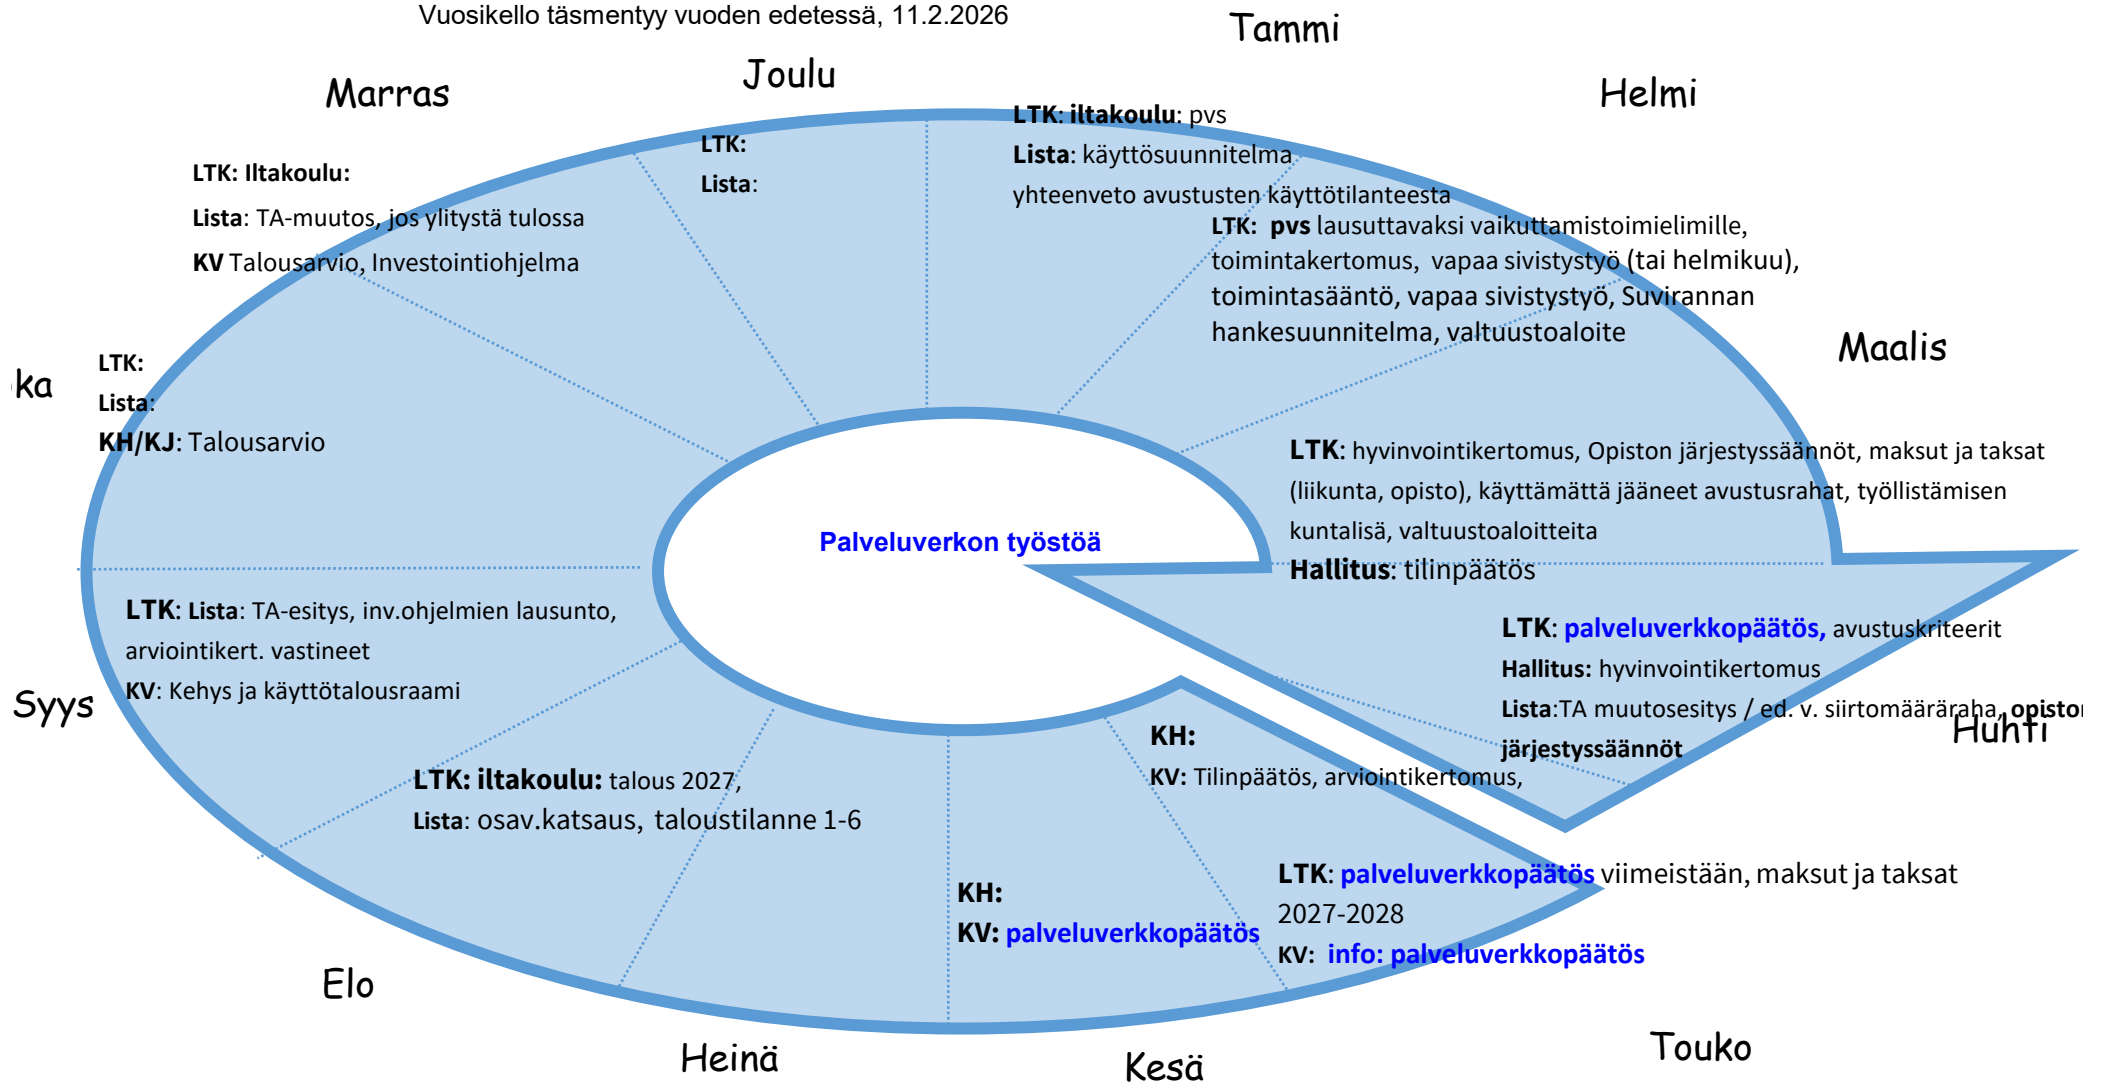 Vuosikello täsmentyy vuoden edetessä, 11.2.2026
Tammi
Joulu
Marras
Helmi
LTK: iltakoulu: pvs
Lista: käyttösuunnitelma
yhteenveto avustusten käyttötilanteesta
LTK:
Lista:
LTK: Iltakoulu:
Lista: TA-muutos, jos ylitystä tulossa
KV Talousarvio, Investointiohjelma
LTK: pvs lausuttavaksi vaikuttamistoimielimille,
toimintakertomus, vapaa sivistystyö (tai helmikuu),
toimintasääntö, vapaa sivistystyö, Suvirannan
hankesuunnitelma, valtuustoaloite
Maalis
ka
LTK:
Lista:
KH/KJ: Talousarvio
LTK: hyvinvointikertomus, Opiston järjestyssäännöt, maksut ja taksat
(liikunta, opisto), käyttämättä jääneet avustusrahat, työllistämisen
kuntalisä, valtuustoaloitteita
Hallitus: tilinpäätös
Palveluverkon työstöä
LTK: Lista: TA-esitys, inv.ohjelmien lausunto,
arviointikert. vastineet
KV: Kehys ja käyttötalousraami
Syys
LTK: palveluverkkopäätös, avustuskriteerit
Hallitus: hyvinvointikertomus
Lista:TA muutosesitys / ed. v. siirtomääräraha, opisto
järjestyssäännöt
Huhti
KH:
KV: Tilinpäätös, arviointikertomus,
LTK: iltakoulu: talous 2027,
Lista: osav.katsaus, taloustilanne 1-6
KH:
KV: palveluverkkopäätös
LTK: palveluverkkopäätös viimeistään, maksut ja taksat
2027-2028
KV: info: palveluverkkopäätös
Elo
Heinä
Kesä
Touko